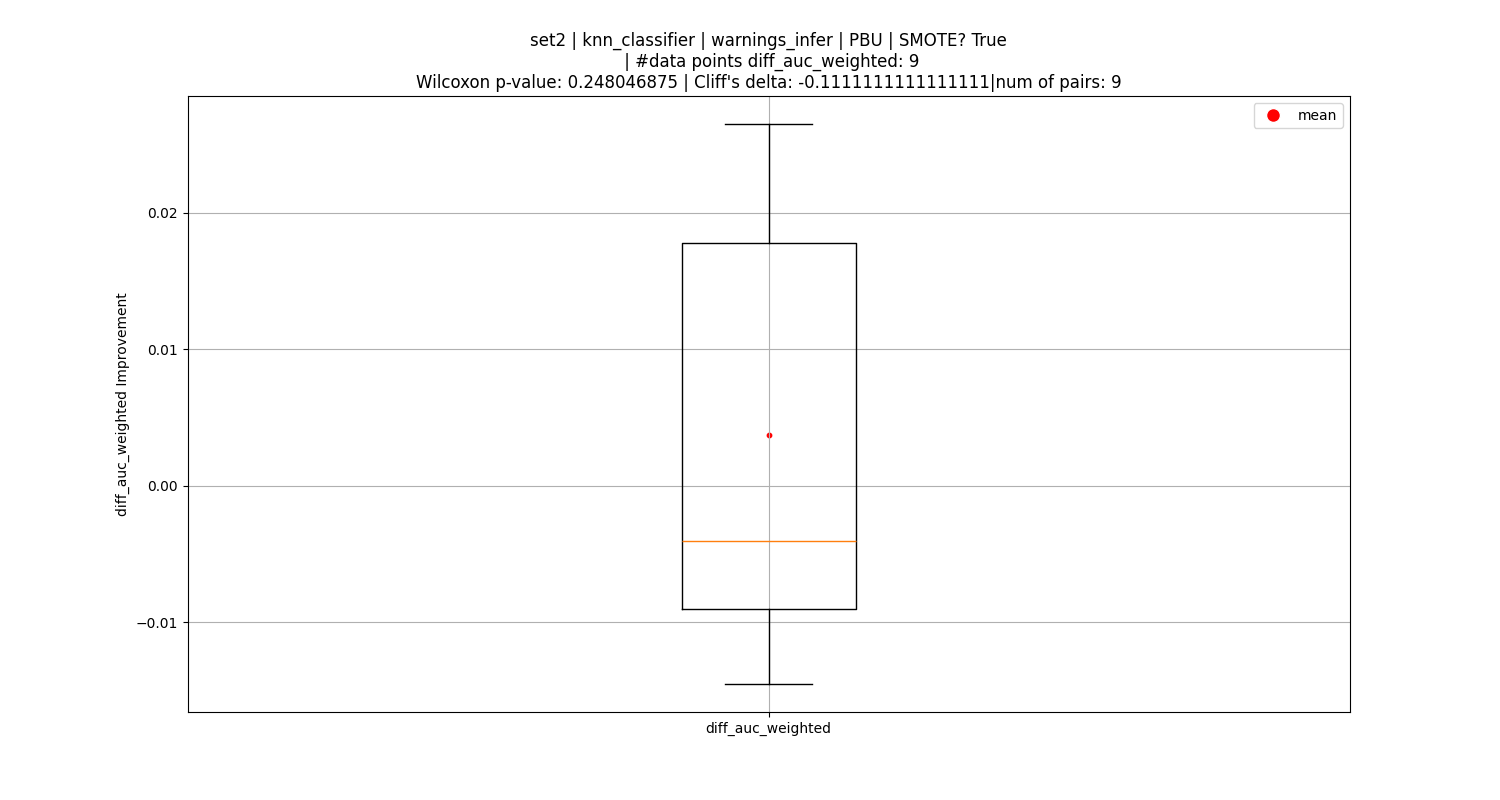 set2 | knn_classifier | warnings_infer | PBU | SMOTE? True
| #data points diff_auc_weighted: 9
Wilcoxon p-value: 0.248046875 | Cliff's delta: -0.1111111111111111|num of pairs: 9
mean
0.02
0.01
0.00
−0.01
diff_auc_weighted Improvement
diff_auc_weighted